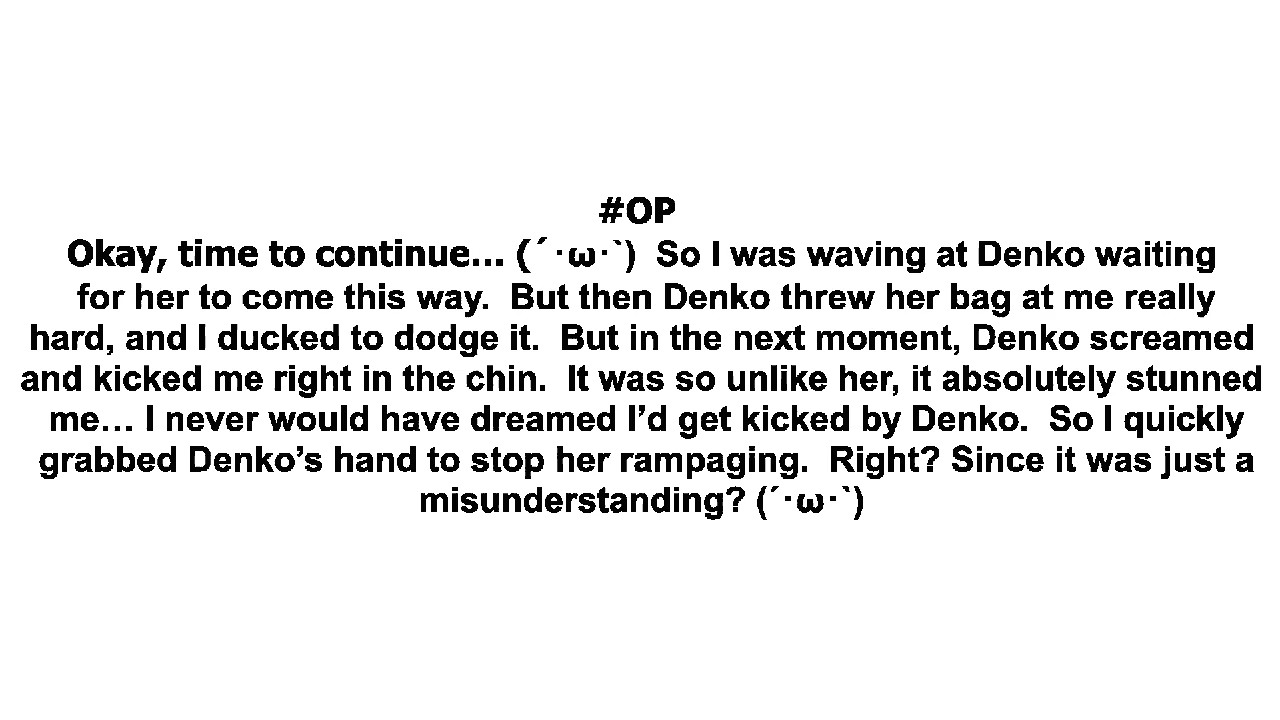 #OP
Okay, time to continue... (´･ω･`)  So I was waving at Denko waiting
for her to come this way.  But then Denko threw her bag at me really
hard, and I ducked to dodge it.  But in the next moment, Denko screamed
and kicked me right in the chin.  It was so unlike her, it absolutely stunned
me… I never would have dreamed I’d get kicked by Denko.  So I quickly
grabbed Denko’s hand to stop her rampaging.  Right? Since it was just a
misunderstanding? (´･ω･`)